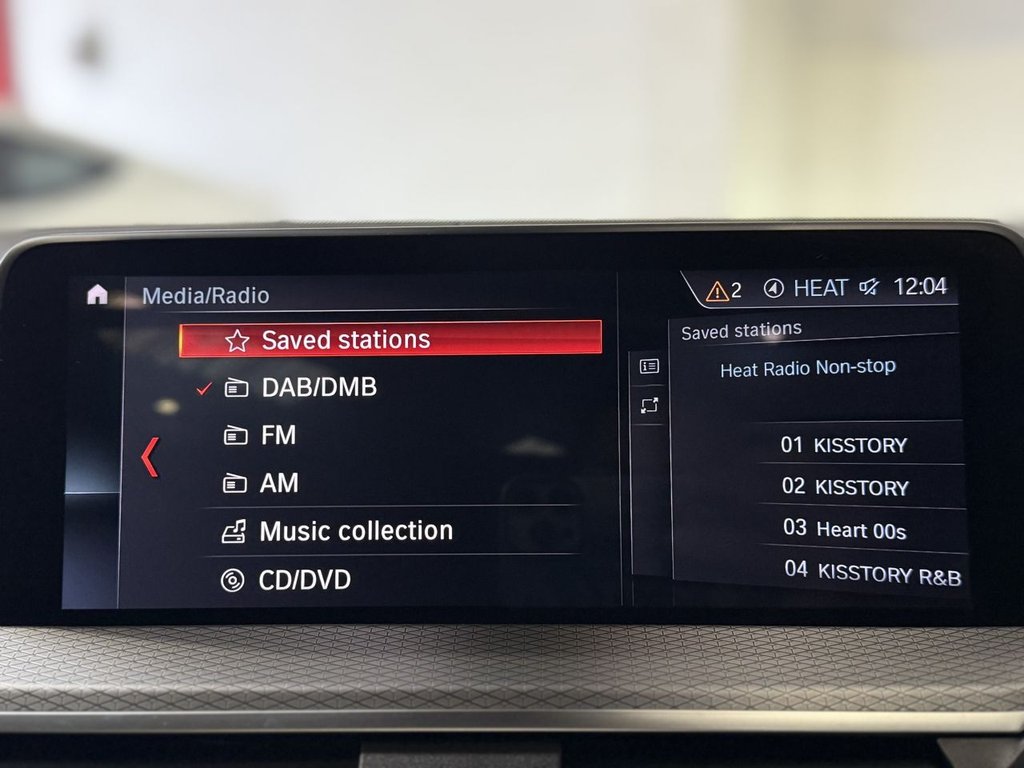 Media/Radio
2 HEAT 12:04
Saved stations
DAB/DMB
FM
AM
Music collection
CD/DVD
Saved stations
Heat Radio Non-stop
01 KISSTORY
02 KISSTORY
03 Heart 00s
04 KISSTORY R&B